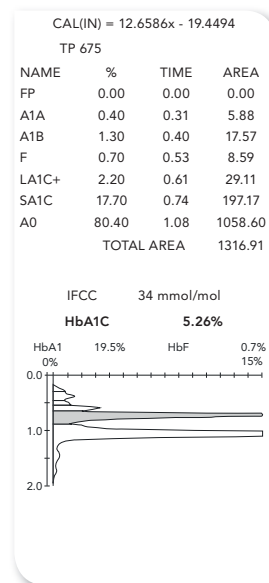 CAL(IN) = 12.6586x - 19.4494
TP 675
NAME % TIME AREA
FP 0.00 0.00 0.00
A1A 0.40 0.31 5.88
A1B 1.30 0.40 17.57
F 0.70 0.53 8.59
LA1C+ 2.20 0.61 29.11
SA1C 17.70 0.74 197.17
A0 80.40 1.08 1058.60
TOTAL AREA 1316.91
IFCC 34 mmol/mol
HbA1C 5.26%
HbA1 19.5% HbF 0.7%
0% 15%
0.0
1.0
2.0